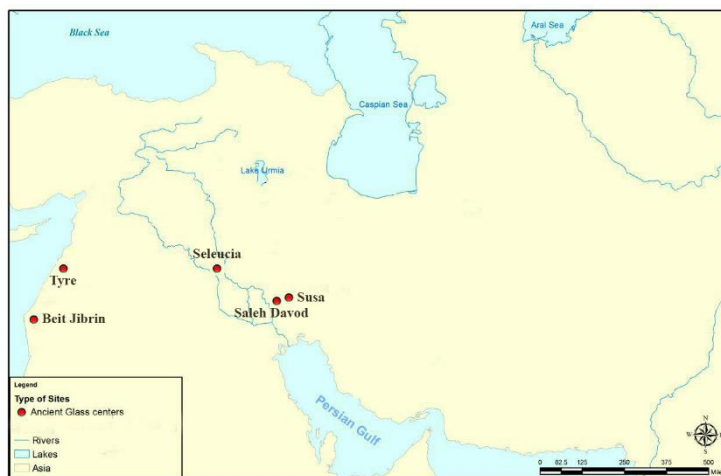 Black Sea
Aral Sea
Caspian Sea
Lake Urmia
Seleucia
Tyre
Susa
Saleh Davod
Beit Jibrin
Persian Gulf
Legend
Type of Sites
Ancient Glass centers
Rivers
Lakes
Asia
N
W
S
0 62.5 125 250 375 500